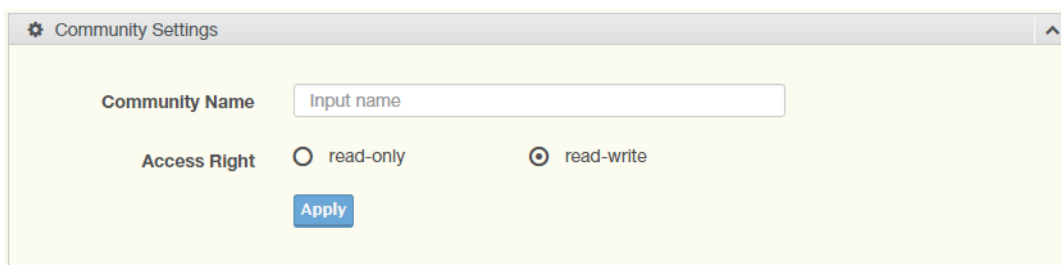 Community Settings
Community Name Input name
Access Right read-only read-write
Apply